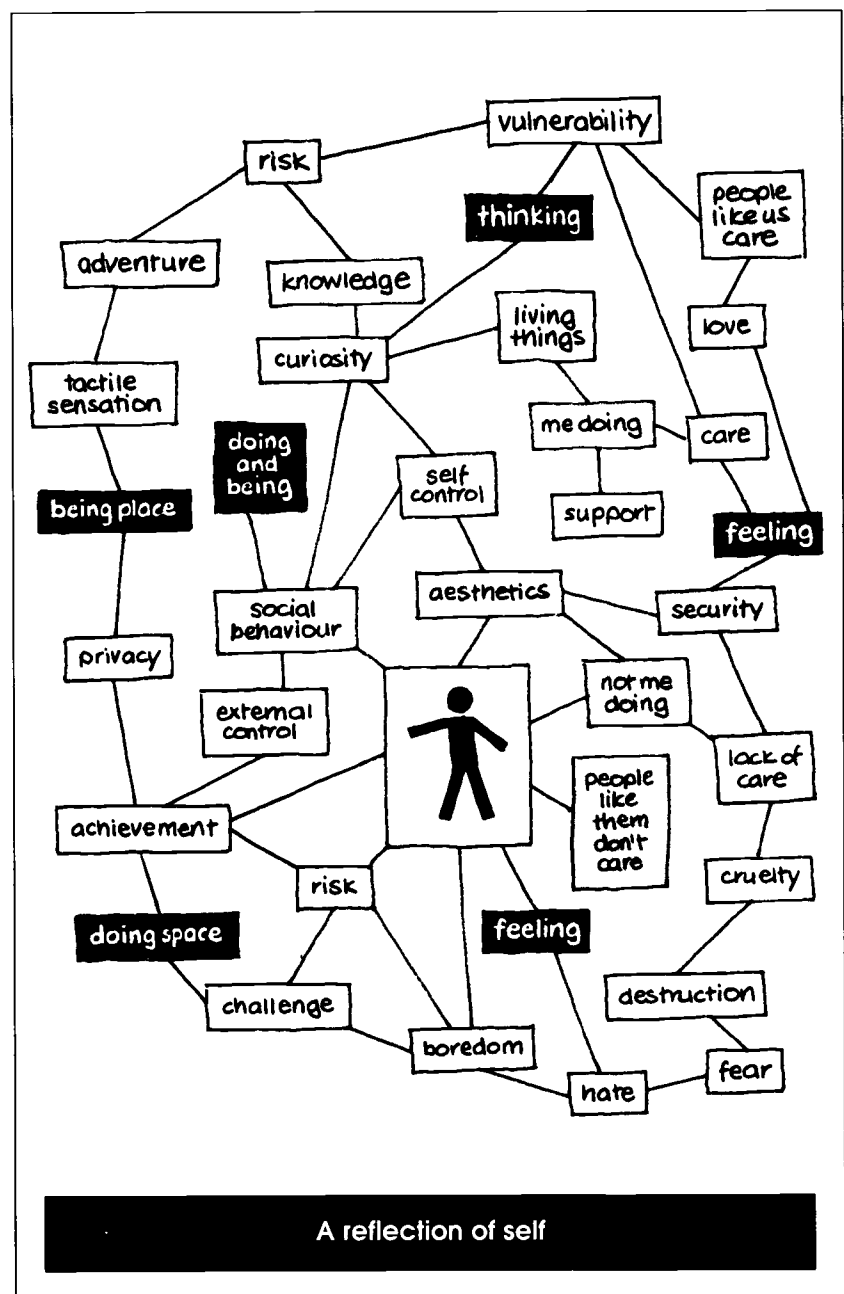 vulnerability
risk
people
like us
care
thinking
adventure
knowledge
living
things
love
curiosity
tactile
sensation
me doing
care
doing
and
being
self
control
being place
support
feeling
aesthetics
security
social
behaviour
privacy
not me
doing
external
control
lack of
care
people
like
them
don't
care
achievement
risk
cruelty
doing space
feeling
challenge
destruction
boredom
fear
hate
A reflection of self